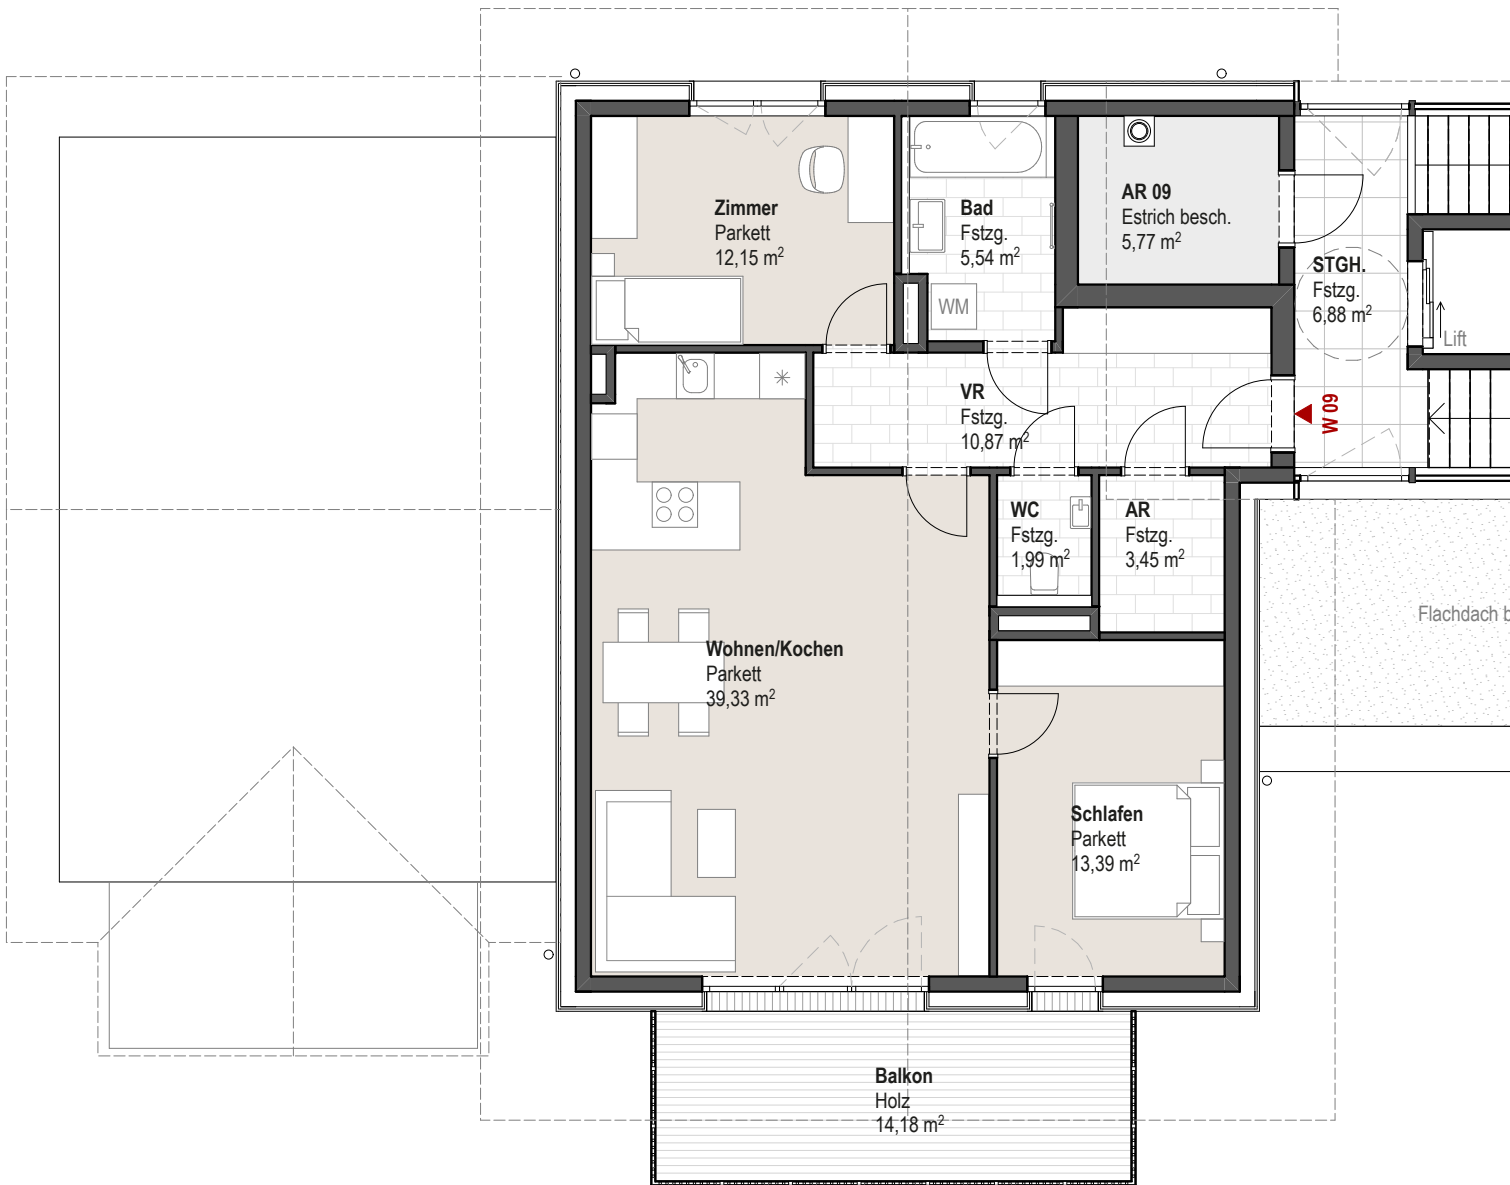 Zimmer
Parkett
12,15 m²
Bad
Fstzg.
5,54 m²
WM
AR 09
Estrich besch.
5,77 m²
STGH.
Fstzg.
6,88 m²
Lift
VR
Fstzg.
10,87 m²
W 09
WC
Fstzg.
1,99 m²
AR
Fstzg.
3,45 m²
Flachdach b
Wohnen/Kochen
Parkett
39,33 m²
Schlafen
Parkett
13,39 m²
Balkon
Holz
14,18 m²